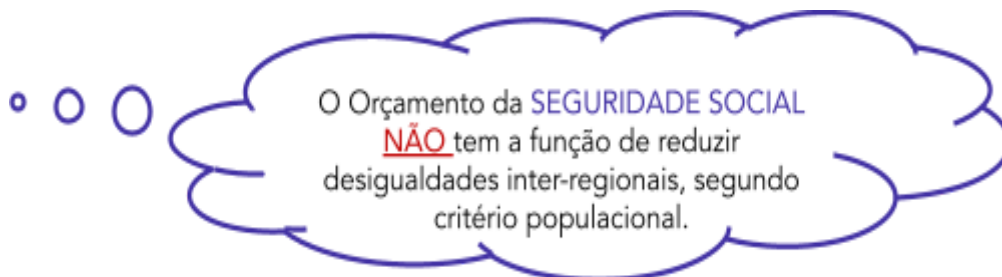 O Orçamento da SEGURIDADE SOCIAL
NÃO tem a função de reduzir
desigualdades inter-regionais, segundo
critério populacional.